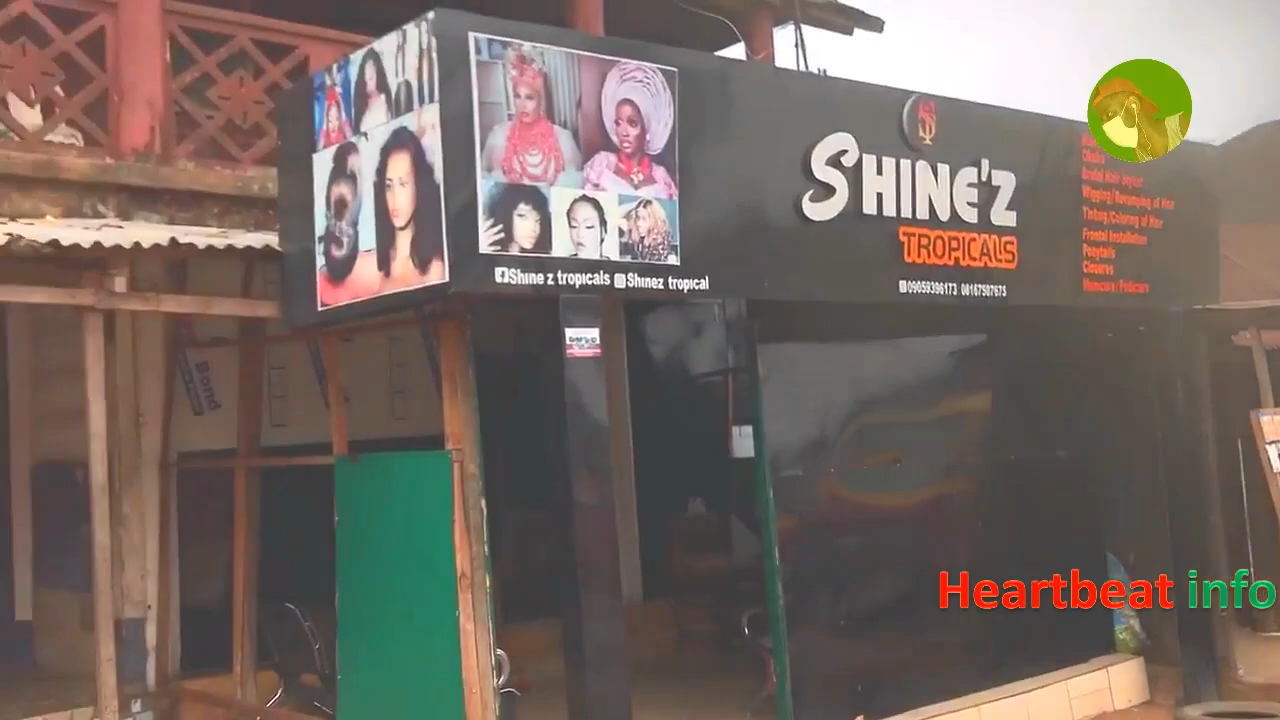 SHINE'Z
TROPICALS
Shine z tropicals Shinez tropical
09059396173 08167507675
Bridal Hair Stylist
Wigging/Revamping of Hair
Tinting/Coloring of Hair
Frontal Installation
Ponytails
Closures
Manicure/Pedicure
Bond
Heartbeat info